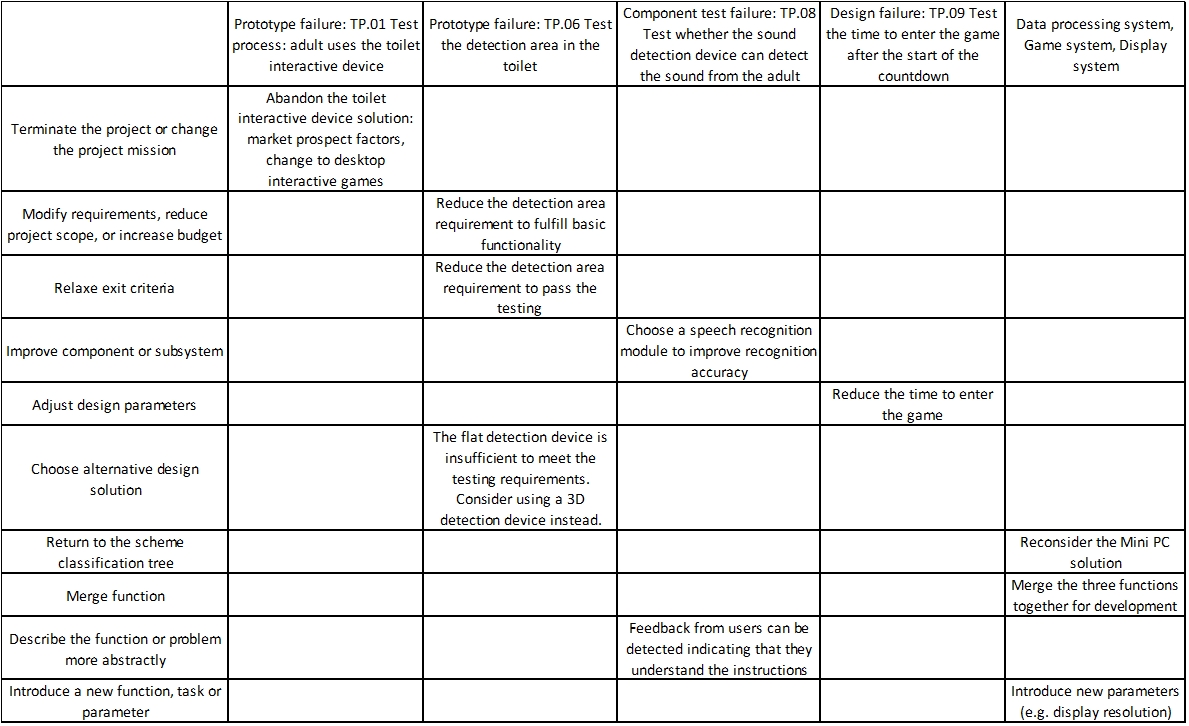 Prototype failure: TP.01 Test
process: adult uses the toilet
interactive device
Prototype failure: TP.06 Test
the detection area in the
toilet
Component test failure: TP.08
Test whether the sound
detection device can detect
the sound from the adult
Design failure: TP.09 Test
the time to enter the game
after the start of the
countdown
Data processing system,
Game system, Display
system
Terminate the project or change
the project mission
Abandon the toilet
interactive device solution:
market prospect factors,
change to desktop
interactive games
Modify requirements, reduce
project scope, or increase budget
Reduce the detection area
requirement to fulfill basic
functionality
Relaxe exit criteria
Reduce the detection area
requirement to pass the
testing
Improve component or subsystem
Choose a speech recognition
module to improve recognition
accuracy
Adjust design parameters
Reduce the time to enter
the game
Choose alternative design
solution
The flat detection device is
insufficient to meet the
testing requirements.
Consider using a 3D
detection device instead.
Return to the scheme
classification tree
Reconsider the Mini PC
solution
Merge function
Merge the three functions
together for development
Describe the function or problem
more abstractly
Feedback from users can be
detected indicating that they
understand the instructions
Introduce a new function, task or
parameter
Introduce new parameters
(e.g. display resolution)